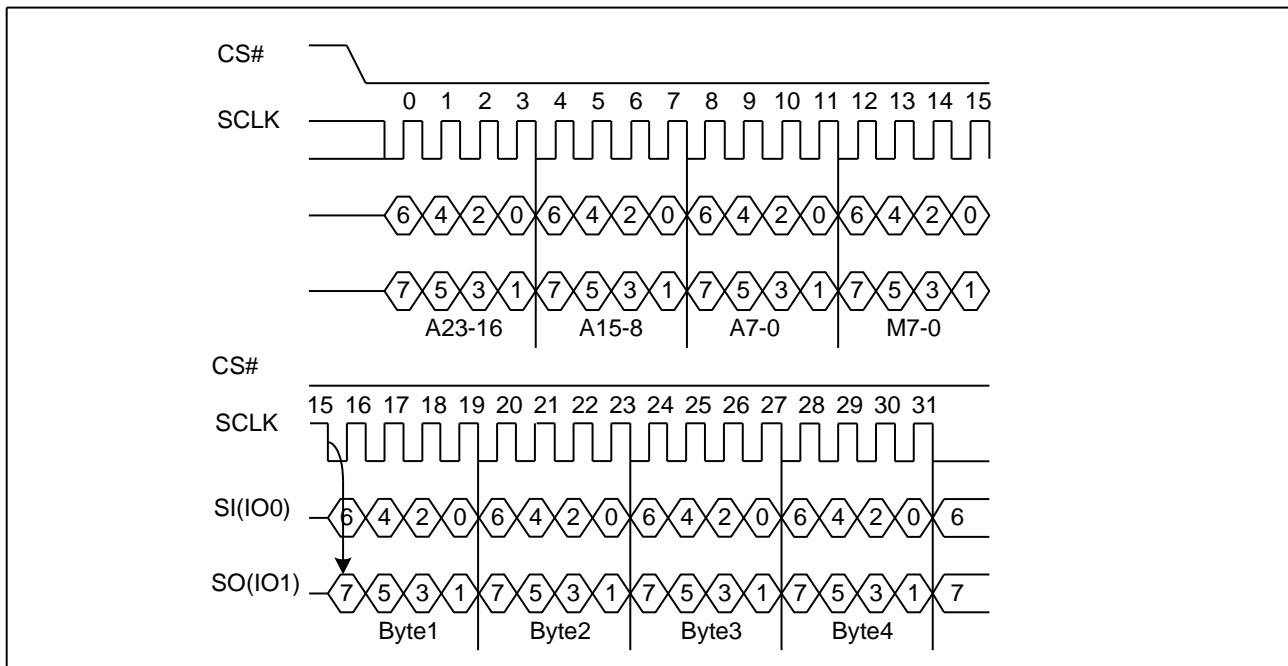 CS#
0 1 2 3 4 5 6 7 8 9 10 11 12 13 14 15
SCLK
6 4 2 0 6 4 2 0 6 4 2 0 6 4 2 0
7 5 3 1 7 5 3 1 7 5 3 1 7 5 3 1
A23-16 A15-8 A7-0 M7-0
CS#
15 16 17 18 19 20 21 22 23 24 25 26 27 28 29 30 31
SCLK
SI(IO0) 6 4 2 0 6 4 2 0 6 4 2 0 6 4 2 0 6
SO(IO1) 7 5 3 1 7 5 3 1 7 5 3 1 7 5 3 1 7
Byte1 Byte2 Byte3 Byte4